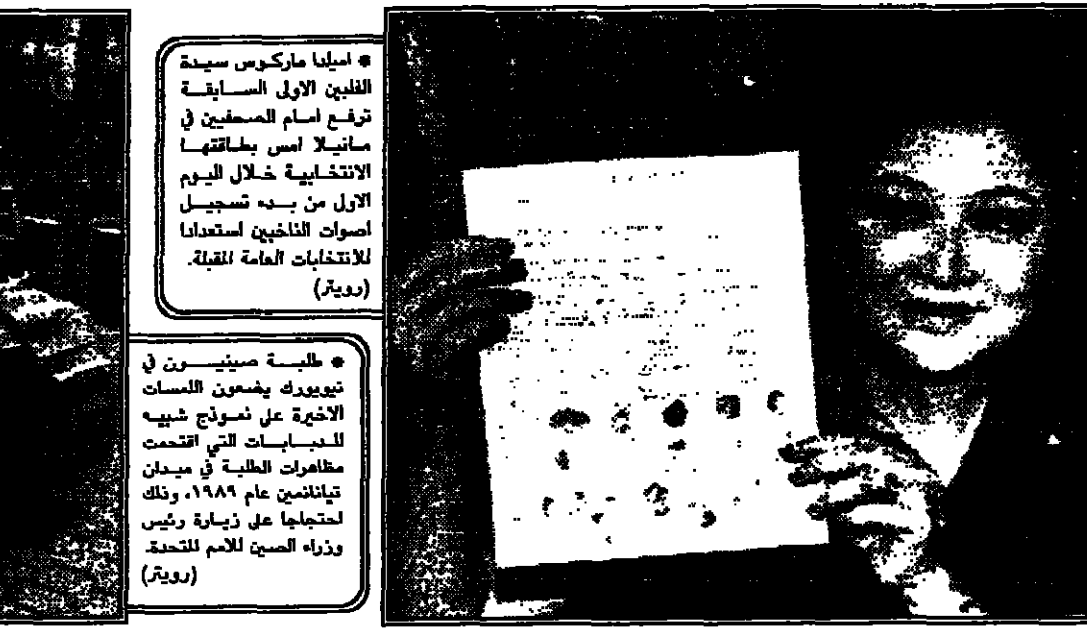 ● اميلدا ماركوس سيدة
الفلبين الاولى السابقة
ترفع امام الصحفيين في
مانيلا امس بطاقتها
الانتخابية خلال اليوم
الاول من بدء تسجيل
اصوات الناخبين استعدادا
للانتخابات العامة المقبلة.
(رويتر)
● طلبة صينيون في
نيويورك يضعون اللمسات
الاخيرة على نموذج شبيه
للدبابات التي اقتحمت
مظاهرات الطلبة في ميدان
تيانانمين عام ١٩٨٩، وذلك
احتجاجا على زيارة رئيس
وزراء الصين للامم المتحدة.
(رويتر)